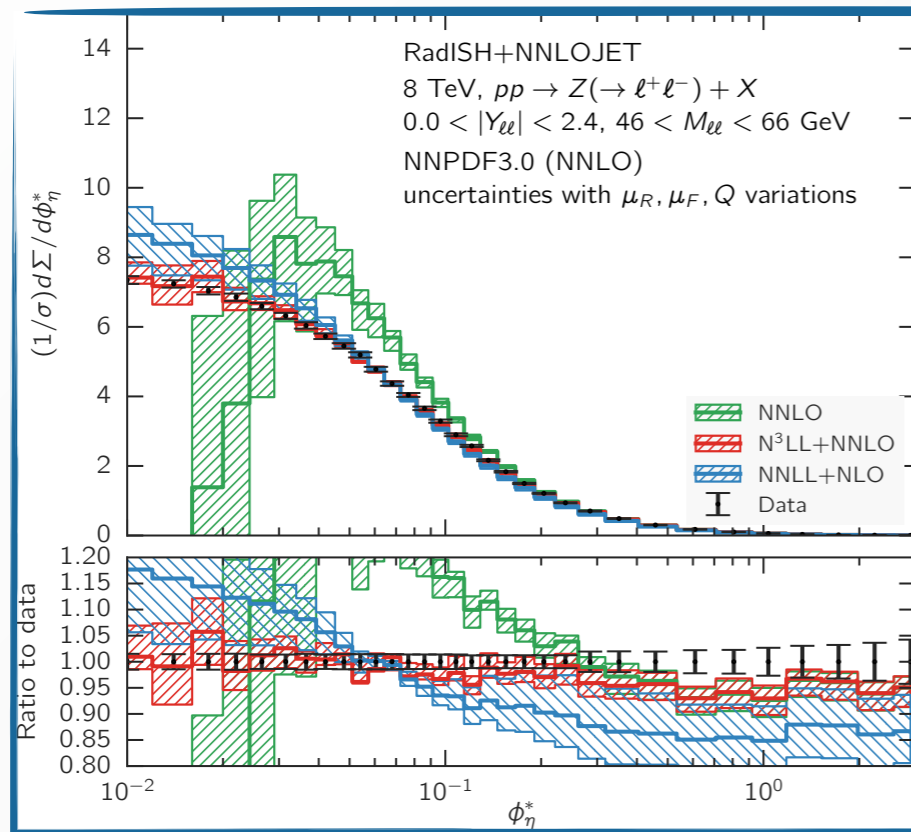 14
12
10
8
6
4
2
0
(1/σ)dΣ/dϕ*η
RadISH+NNLOJET
8 TeV, pp → Z(→ ℓ⁺ℓ⁻) + X
0.0 < |Yℓℓ| < 2.4, 46 < Mℓℓ < 66 GeV
NNPDF3.0 (NNLO)
uncertainties with μR, μF, Q variations
NNLO
N³LL+NNLO
NNLL+NLO
Data
1.20
1.15
1.10
1.05
1.00
0.95
0.90
0.85
0.80
Ratio to data
10⁻² 10⁻¹ 10⁰
ϕ*η